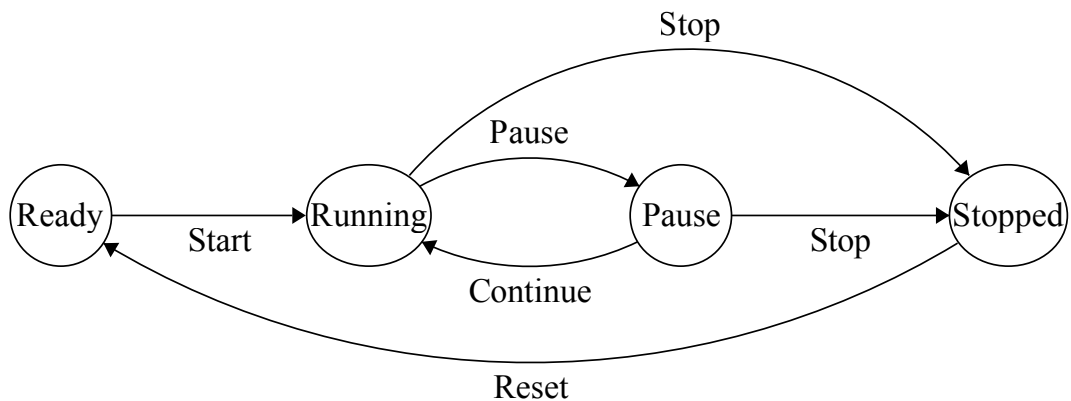 Stop
Pause
Ready
Running
Pause
Stopped
Start
Stop
Continue
Reset